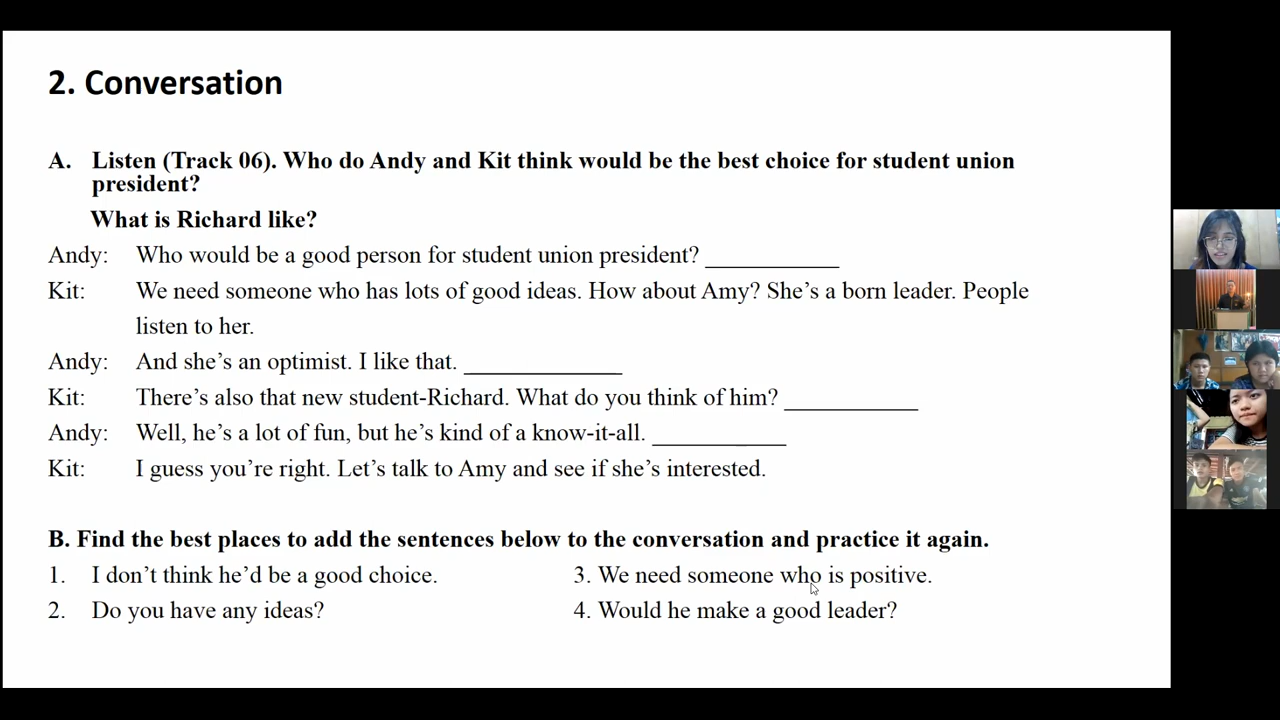 2. Conversation
A. Listen (Track 06). Who do Andy and Kit think would be the best choice for student union
president?
What is Richard like?
Andy: Who would be a good person for student union president? ___________
Kit: We need someone who has lots of good ideas. How about Amy? She's a born leader. People
listen to her.
Andy: And she's an optimist. I like that. _____________
Kit: There's also that new student-Richard. What do you think of him? ___________
Andy: Well, he's a lot of fun, but he's kind of a know-it-all. ___________
Kit: I guess you're right. Let's talk to Amy and see if she's interested.
B. Find the best places to add the sentences below to the conversation and practice it again.
1. I don't think he'd be a good choice. 3. We need someone who is positive.
2. Do you have any ideas? 4. Would he make a good leader?